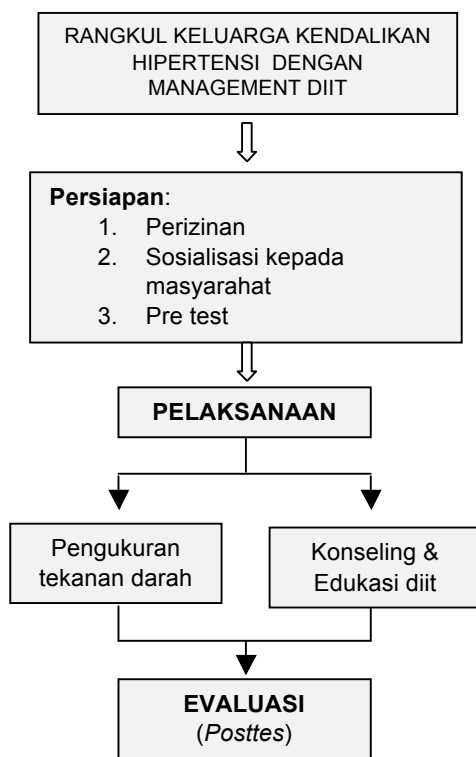 RANGKUL KELUARGA KENDALIKAN
HIPERTENSI DENGAN
MANAGEMENT DIIT
Persiapan:
1. Perizinan
2. Sosialisasi kepada
masyarahat
3. Pre test
PELAKSANAAN
Pengukuran
tekanan darah
Konseling &
Edukasi diit
EVALUASI
(Posttes)